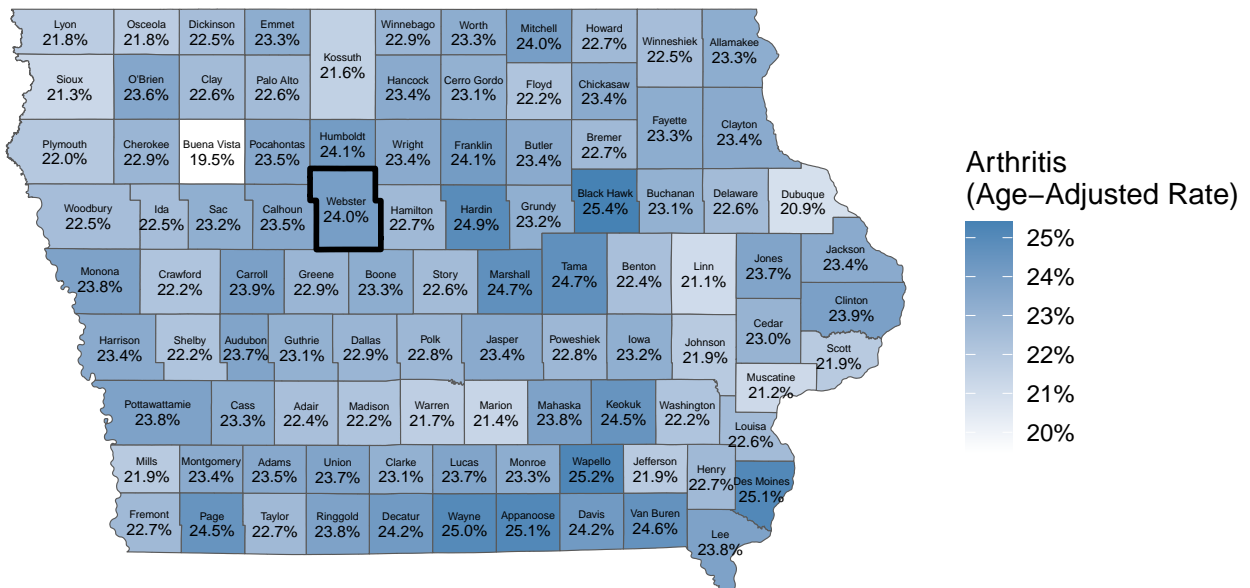 Lyon
21.8%
Osceola
21.8%
Dickinson
22.5%
Emmet
23.3%
Kossuth
21.6%
Winnebago
22.9%
Worth
23.3%
Mitchell
24.0%
Howard
22.7%
Winneshiek
22.5%
Allamakee
23.3%
Sioux
21.3%
O'Brien
23.6%
Clay
22.6%
Palo Alto
22.6%
Hancock
23.4%
Cerro Gordo
23.1%
Floyd
22.2%
Chickasaw
23.4%
Fayette
23.3%
Clayton
23.4%
Plymouth
22.0%
Cherokee
22.9%
Buena Vista
19.5%
Pocahontas
23.5%
Humboldt
24.1%
Wright
23.4%
Franklin
24.1%
Butler
23.4%
Bremer
22.7%
Woodbury
22.5%
Ida
22.5%
Sac
23.2%
Calhoun
23.5%
Webster
24.0%
Hamilton
22.7%
Hardin
24.9%
Grundy
23.2%
Black Hawk
25.4%
Buchanan
23.1%
Delaware
22.6%
Dubuque
20.9%
Monona
23.8%
Crawford
22.2%
Carroll
23.9%
Greene
22.9%
Boone
23.3%
Story
22.6%
Marshall
24.7%
Tama
24.7%
Benton
22.4%
Linn
21.1%
Jones
23.7%
Jackson
23.4%
Clinton
23.9%
Harrison
23.4%
Shelby
22.2%
Audubon
23.7%
Guthrie
23.1%
Dallas
22.9%
Polk
22.8%
Jasper
23.4%
Poweshiek
22.8%
Iowa
23.2%
Johnson
21.9%
Cedar
23.0%
Scott
21.9%
Muscatine
21.2%
Pottawattamie
23.8%
Cass
23.3%
Adair
22.4%
Madison
22.2%
Warren
21.7%
Marion
21.4%
Mahaska
23.8%
Keokuk
24.5%
Washington
22.2%
Louisa
22.6%
Mills
21.9%
Montgomery
23.4%
Adams
23.5%
Union
23.7%
Clarke
23.1%
Lucas
23.7%
Monroe
23.3%
Wapello
25.2%
Jefferson
21.9%
Henry
22.7%
Des Moines
25.1%
Fremont
22.7%
Page
24.5%
Taylor
22.7%
Ringgold
23.8%
Decatur
24.2%
Wayne
25.0%
Appanoose
25.1%
Davis
24.2%
Van Buren
24.6%
Lee
23.8%
Arthritis
(Age−Adjusted Rate)
25%
24%
23%
22%
21%
20%